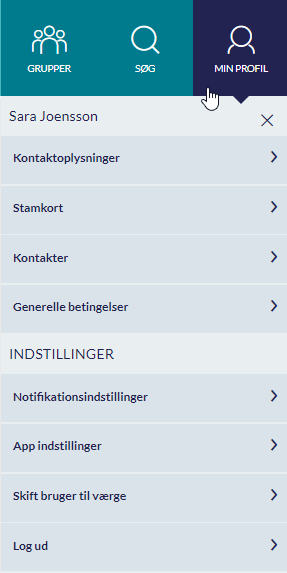 GRUPPER SØG MIN PROFIL
Sara Joensson
Kontaktoplysninger
Stamkort
Kontakter
Generelle betingelser
INDSTILLINGER
Notifikationsindstillinger
App indstillinger
Skift bruger til værge
Log ud